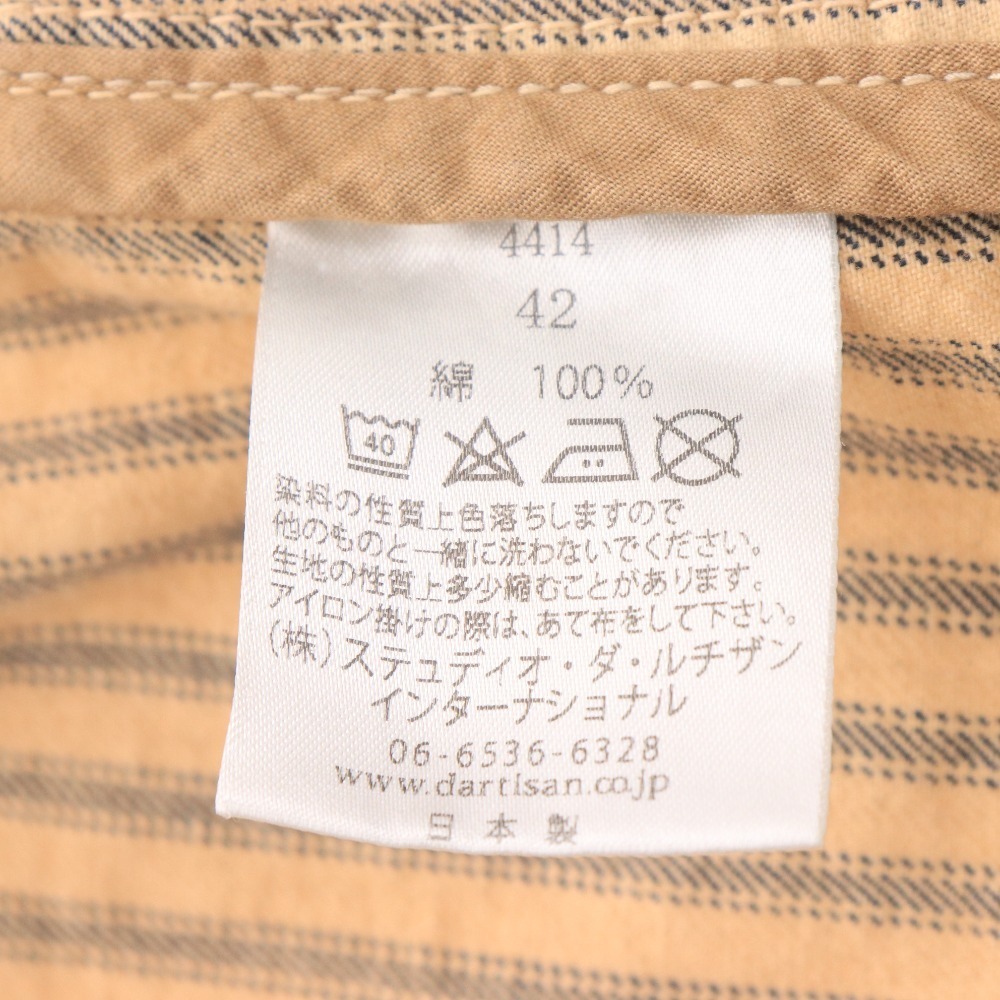 4414
42
綿 100%
40
染料の性質上色落ちしますので
他のものと一緒に洗わないでください。
生地の性質上多少縮むことがあります。
アイロン掛けの際は、あて布をして下さい。
(株)ステュディオ・ダ・ルチザン
インターナショナル
06-6536-6328
www.dartisan.co.jp
日本製